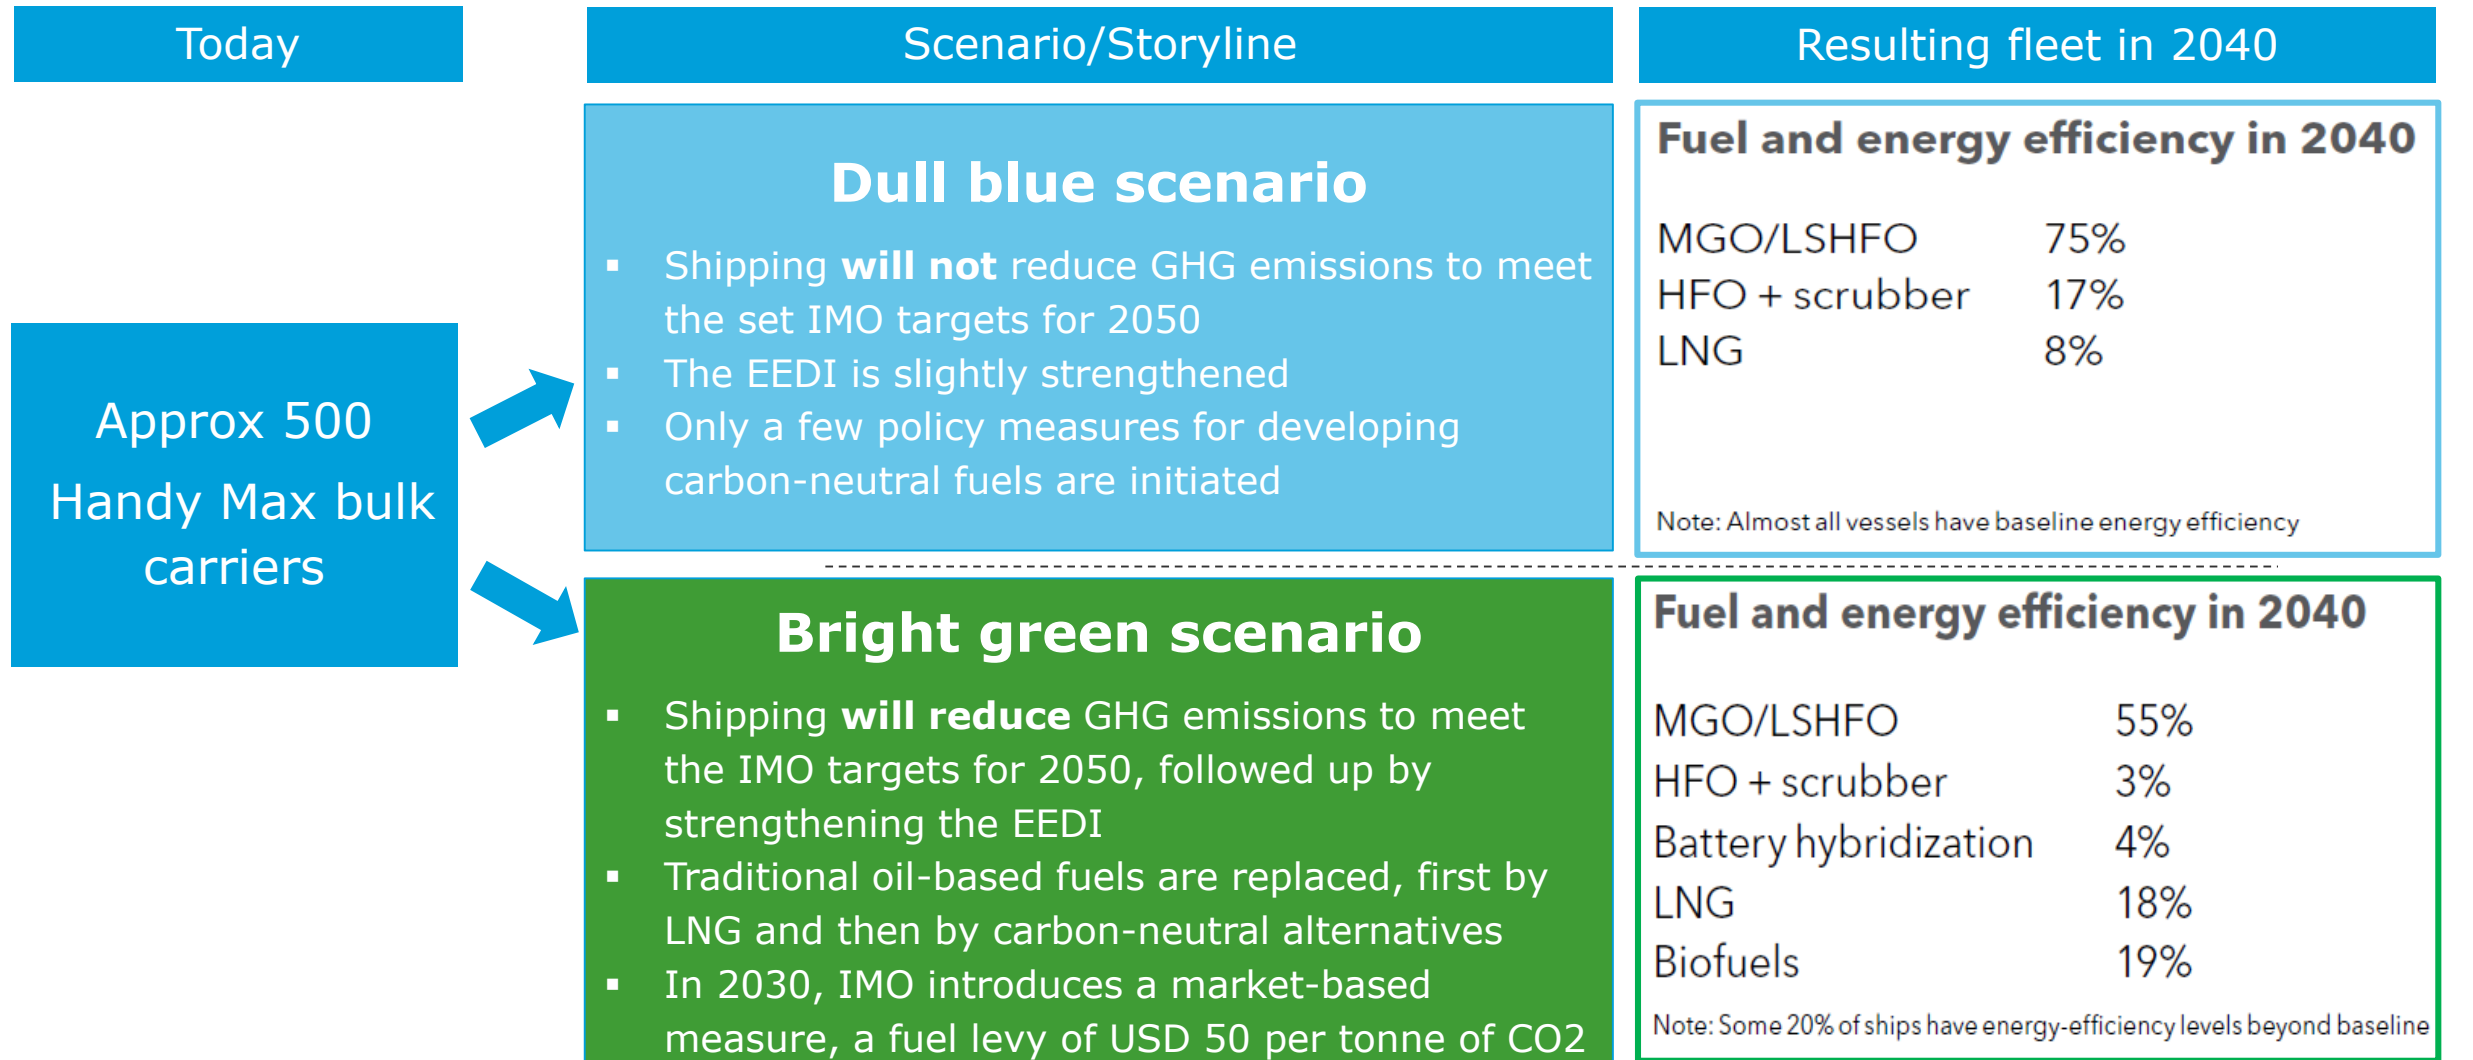 Today
Scenario/Storyline
Resulting fleet in 2040
Approx 500
Handy Max bulk
carriers
Dull blue scenario
▪ Shipping will not reduce GHG emissions to meet
the set IMO targets for 2050
▪ The EEDI is slightly strengthened
▪ Only a few policy measures for developing
carbon-neutral fuels are initiated
Fuel and energy efficiency in 2040
MGO/LSHFO 75%
HFO + scrubber 17%
LNG 8%
Note: Almost all vessels have baseline energy efficiency
Bright green scenario
▪ Shipping will reduce GHG emissions to meet
the IMO targets for 2050, followed up by
strengthening the EEDI
▪ Traditional oil-based fuels are replaced, first by
LNG and then by carbon-neutral alternatives
▪ In 2030, IMO introduces a market-based
measure, a fuel levy of USD 50 per tonne of CO2
Fuel and energy efficiency in 2040
MGO/LSHFO 55%
HFO + scrubber 3%
Battery hybridization 4%
LNG 18%
Biofuels 19%
Note: Some 20% of ships have energy-efficiency levels beyond baseline